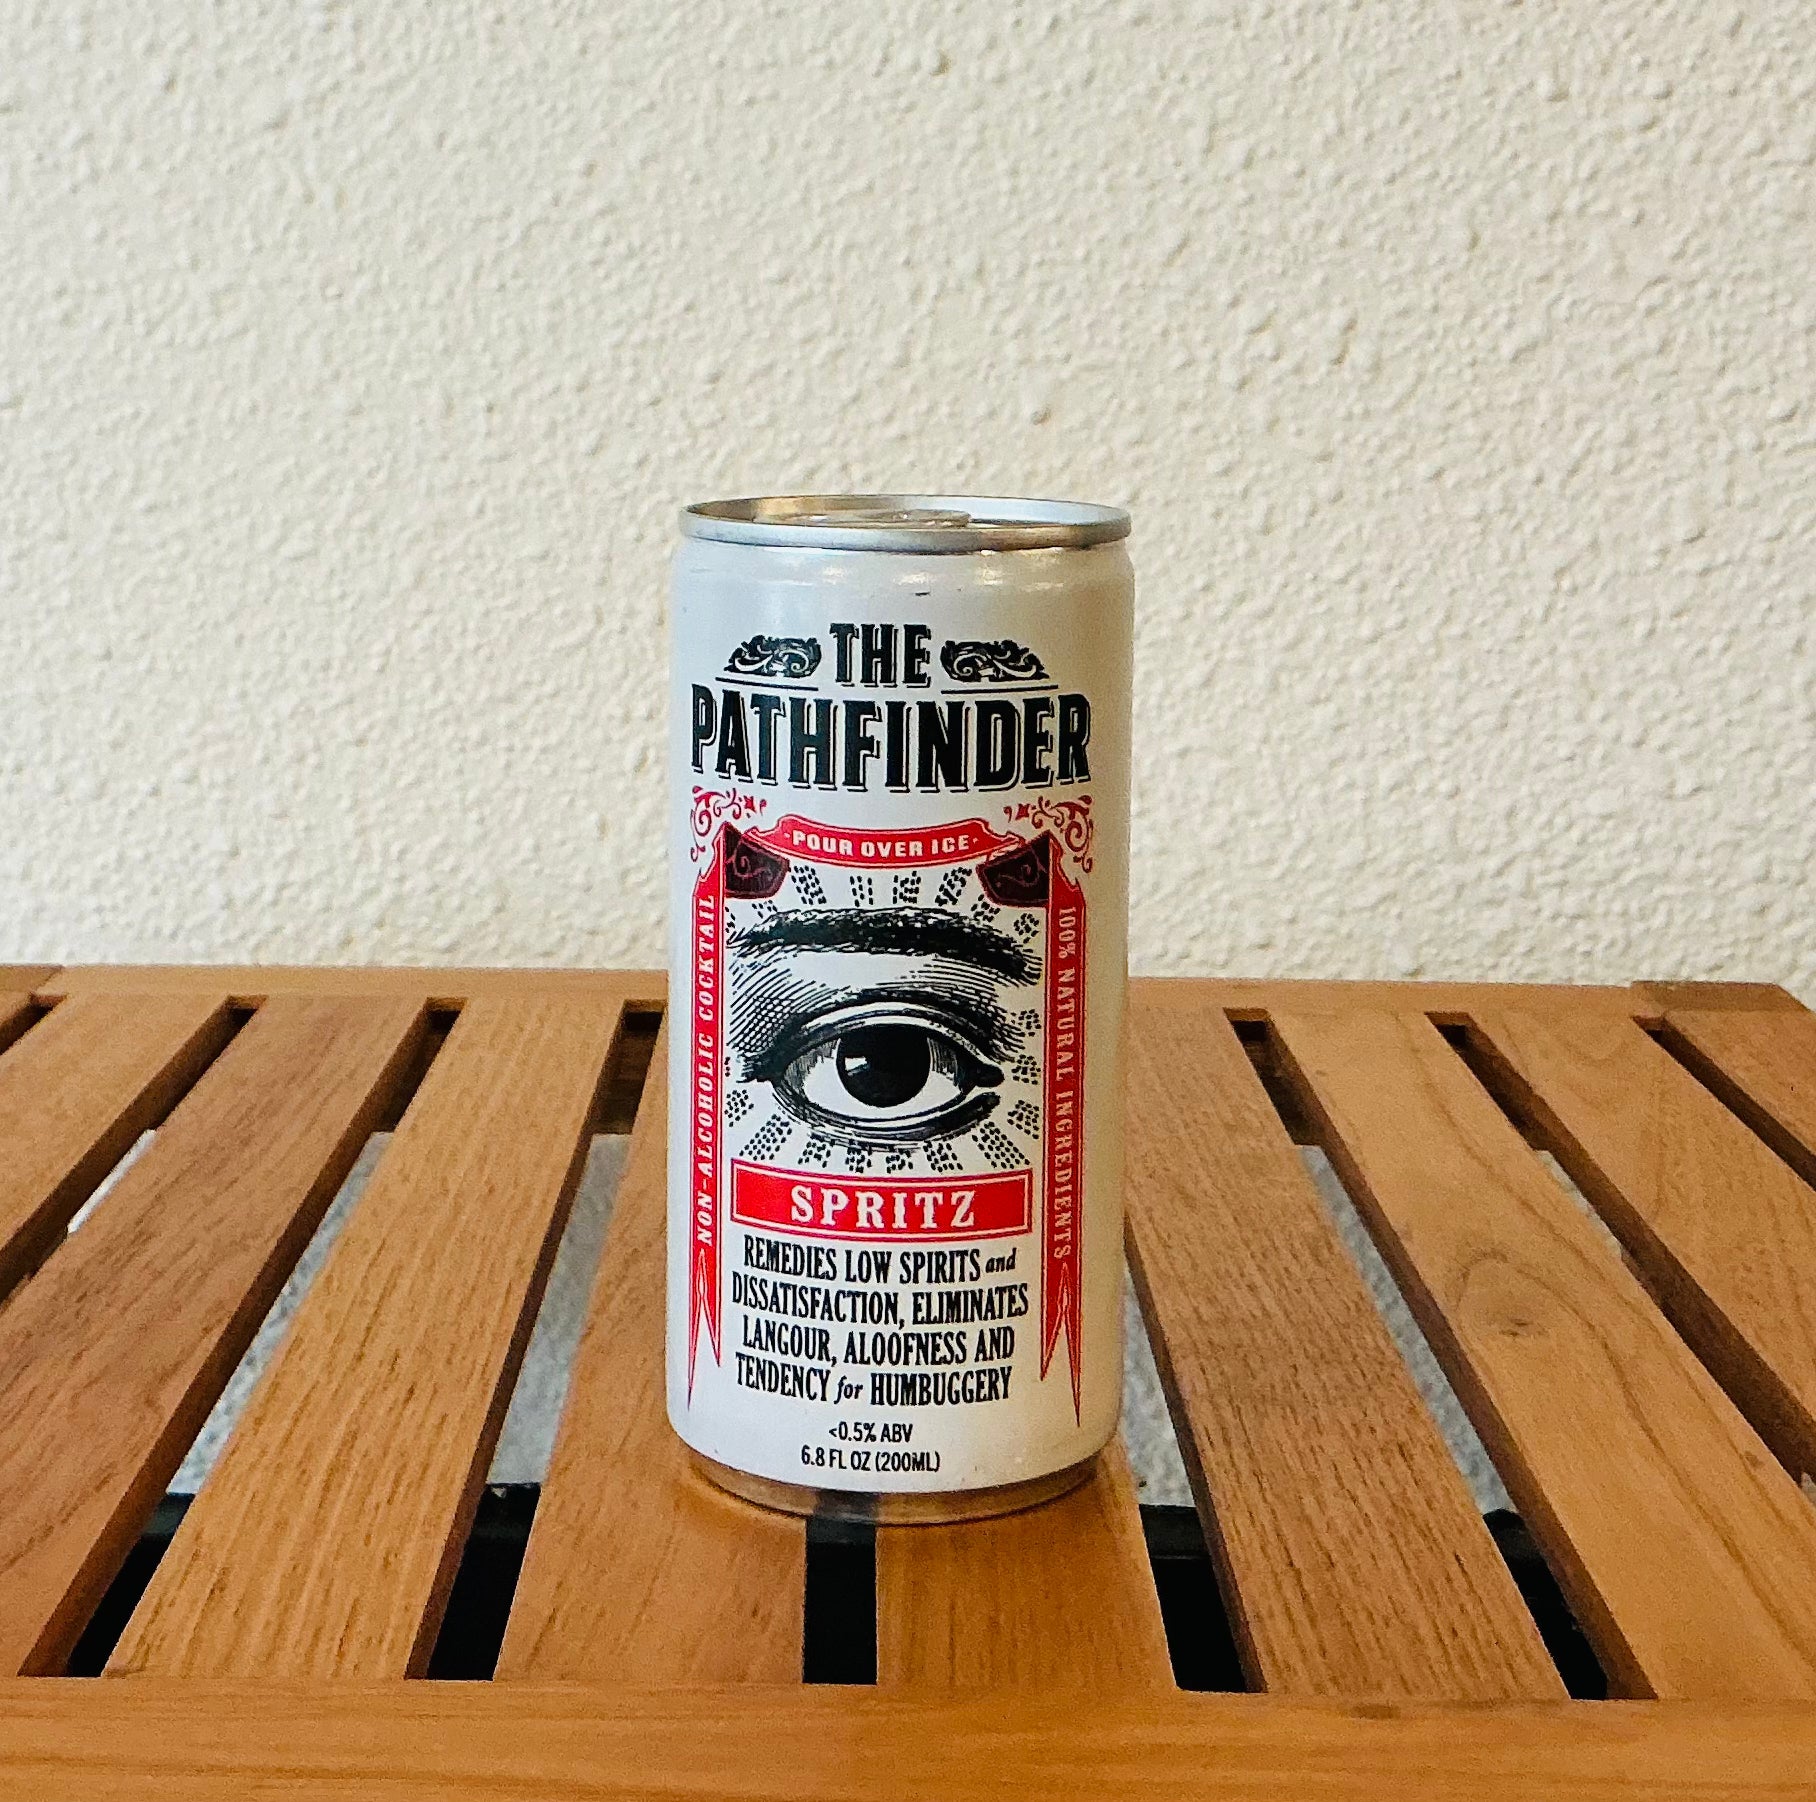 THE
PATHFINDER
·POUR OVER ICE·
NON-ALCOHOLIC COCKTAIL
100% NATURAL INGREDIENTS
SPRITZ
REMEDIES LOW SPIRITS and
DISSATISFACTION, ELIMINATES
LANGOUR, ALOOFNESS AND
TENDENCY for HUMBUGGERY
<0.5% ABV
6.8 FL OZ (200ML)